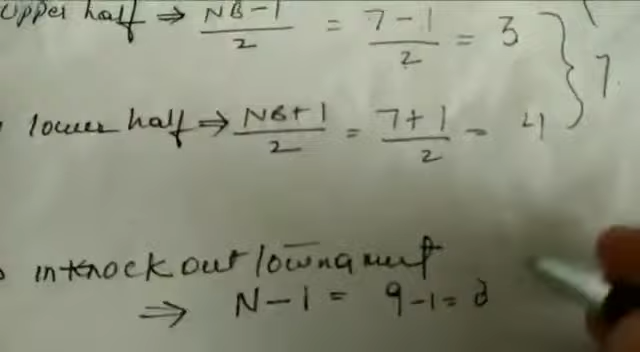 upper half ⇒ NB-1/2 = 7-1/2 = 3
lower half ⇒ NB+1/2 = 7+1/2 = 4 } 7
in knock out tournament
⇒ N-1 = 9-1 = 8